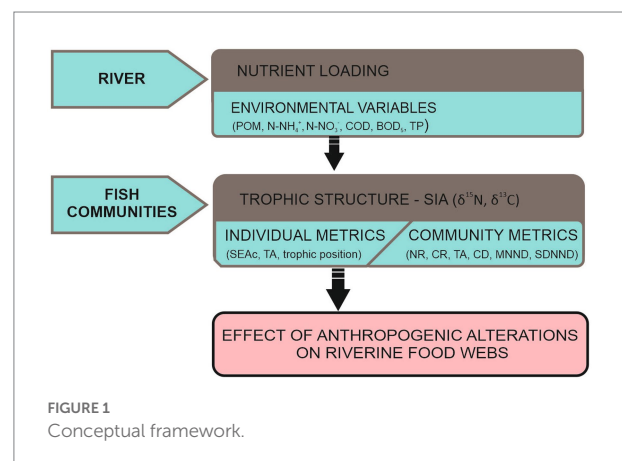 RIVER
NUTRIENT LOADING
ENVIRONMENTAL VARIABLES
(POM, N-NH₄⁺, N-NO₃⁻, COD, BOD₅, TP)
FISH
COMMUNITIES
TROPHIC STRUCTURE - SIA (δ¹⁵N, δ¹³C)
INDIVIDUAL METRICS
(SEAc, TA, trophic position)
COMMUNITY METRICS
(NR, CR, TA, CD, MNND, SDNND)
EFFECT OF ANTHROPOGENIC ALTERATIONS
ON RIVERINE FOOD WEBS
FIGURE 1
Conceptual framework.